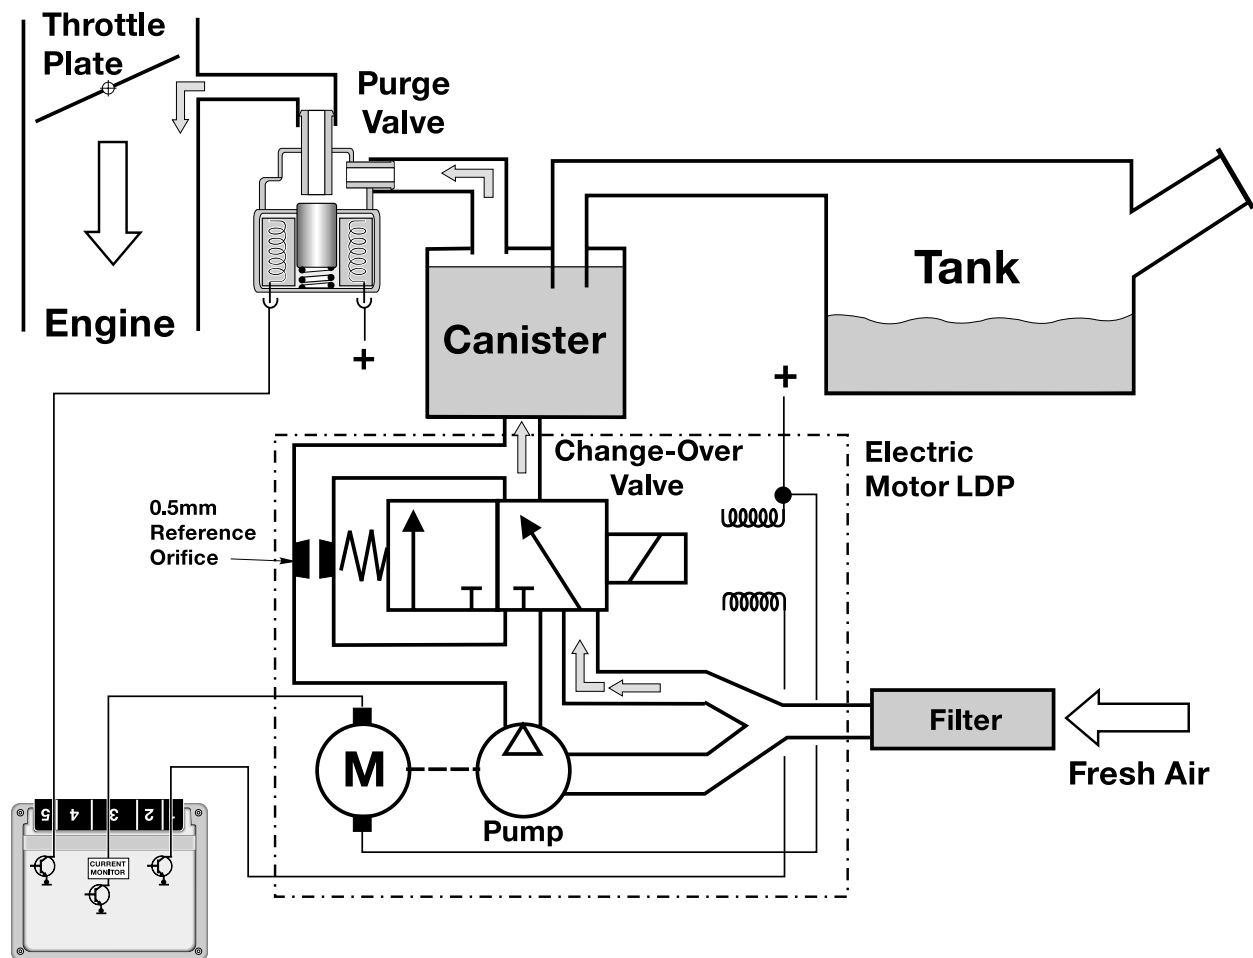 Throttle
Plate
Purge
Valve
Tank
Engine
+
Canister
+
Change-Over
Valve
Electric
Motor LDP
0.5mm
Reference
Orifice
Filter
M
Fresh Air
Pump
5 4 3 2 1
CURRENT
MONITOR